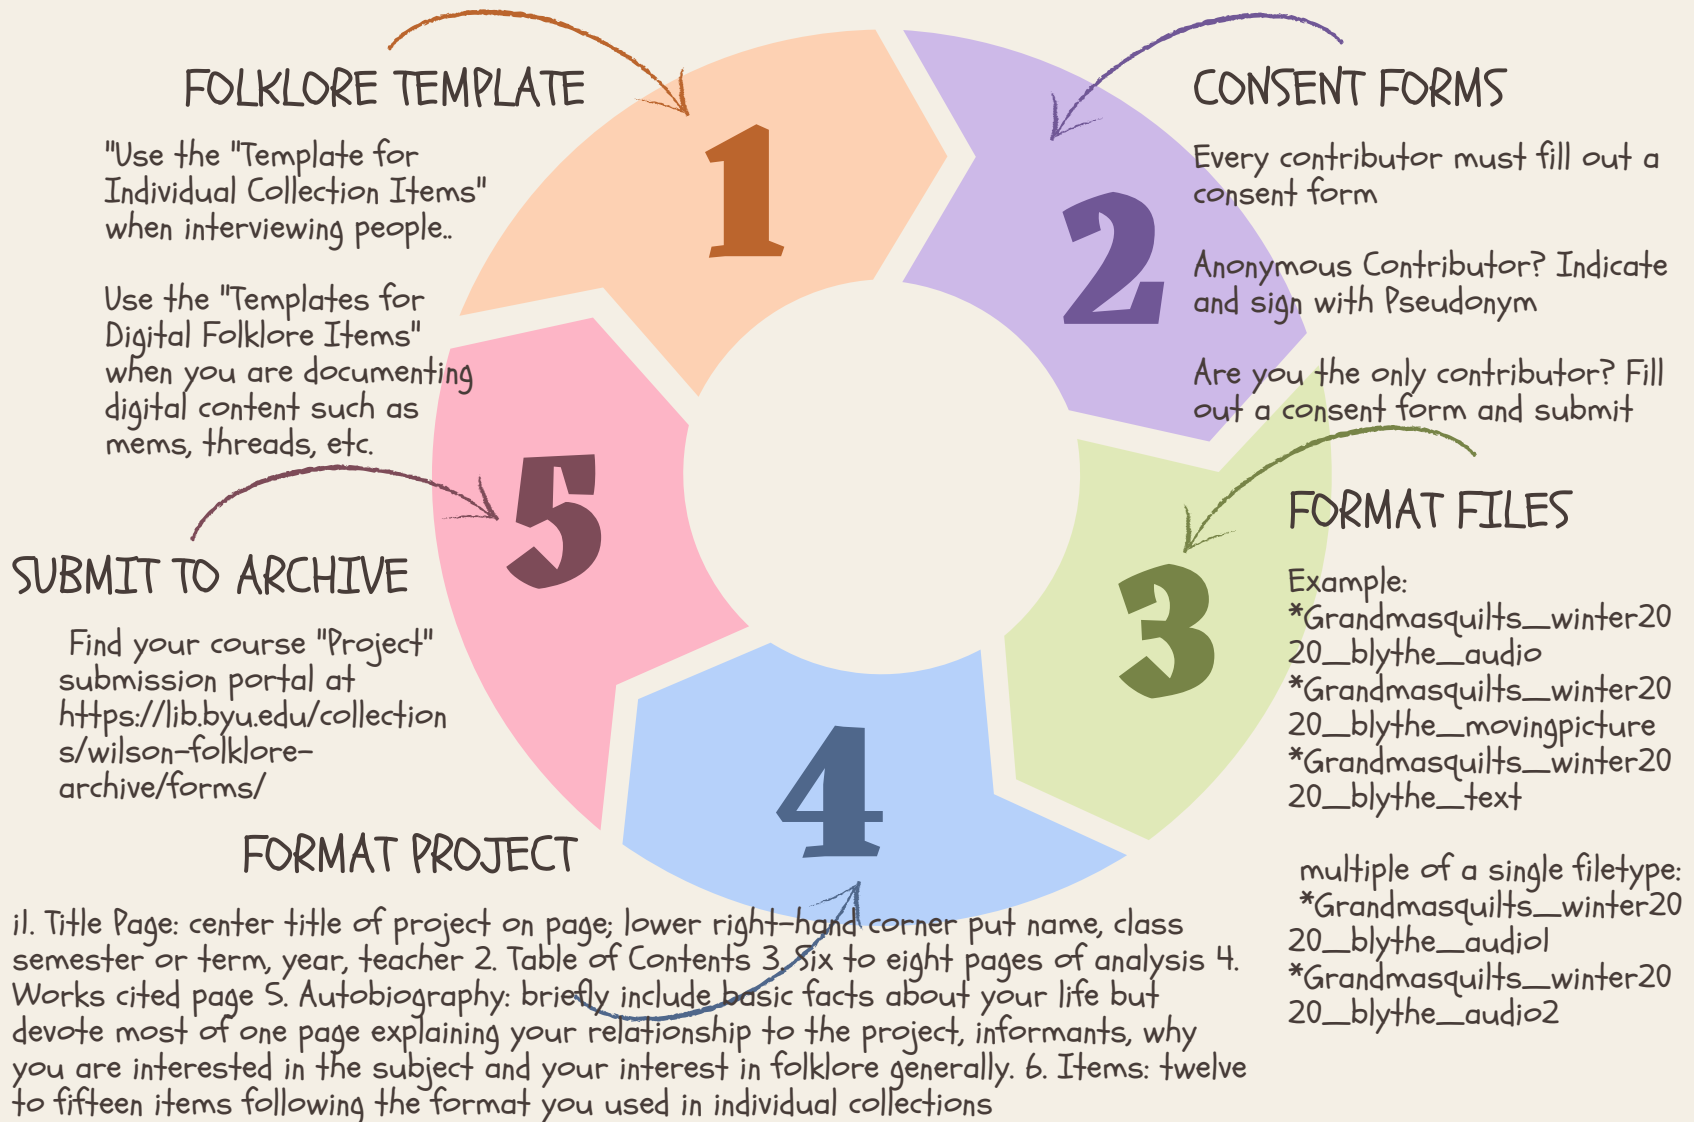 FOLKLORE TEMPLATE
"Use the "Template for
Individual Collection Items"
when interviewing people..
Use the "Templates for
Digital Folklore Items"
when you are documenting
digital content such as
mems, threads, etc.
1
CONSENT FORMS
Every contributor must fill out a
consent form
Anonymous Contributor? Indicate
and sign with Pseudonym
Are you the only contributor? Fill
out a consent form and submit
2
FORMAT FILES
Example:
*Grandmasquilts_winter20
20_blythe_audio
*Grandmasquilts_winter20
20_blythe_movingpicture
*Grandmasquilts_winter20
20_blythe_text
multiple of a single filetype:
*Grandmasquilts_winter20
20_blythe_audio1
*Grandmasquilts_winter20
20_blythe_audio2
3
FORMAT PROJECT
i1. Title Page: center title of project on page; lower right-hand corner put name, class
semester or term, year, teacher 2. Table of Contents 3. Six to eight pages of analysis 4.
Works cited page 5. Autobiography: briefly include basic facts about your life but
devote most of one page explaining your relationship to the project, informants, why
you are interested in the subject and your interest in folklore generally. 6. Items: twelve
to fifteen items following the format you used in individual collections
4
SUBMIT TO ARCHIVE
Find your course "Project"
submission portal at
https://lib.byu.edu/collection
s/wilson-folklore-
archive/forms/
5